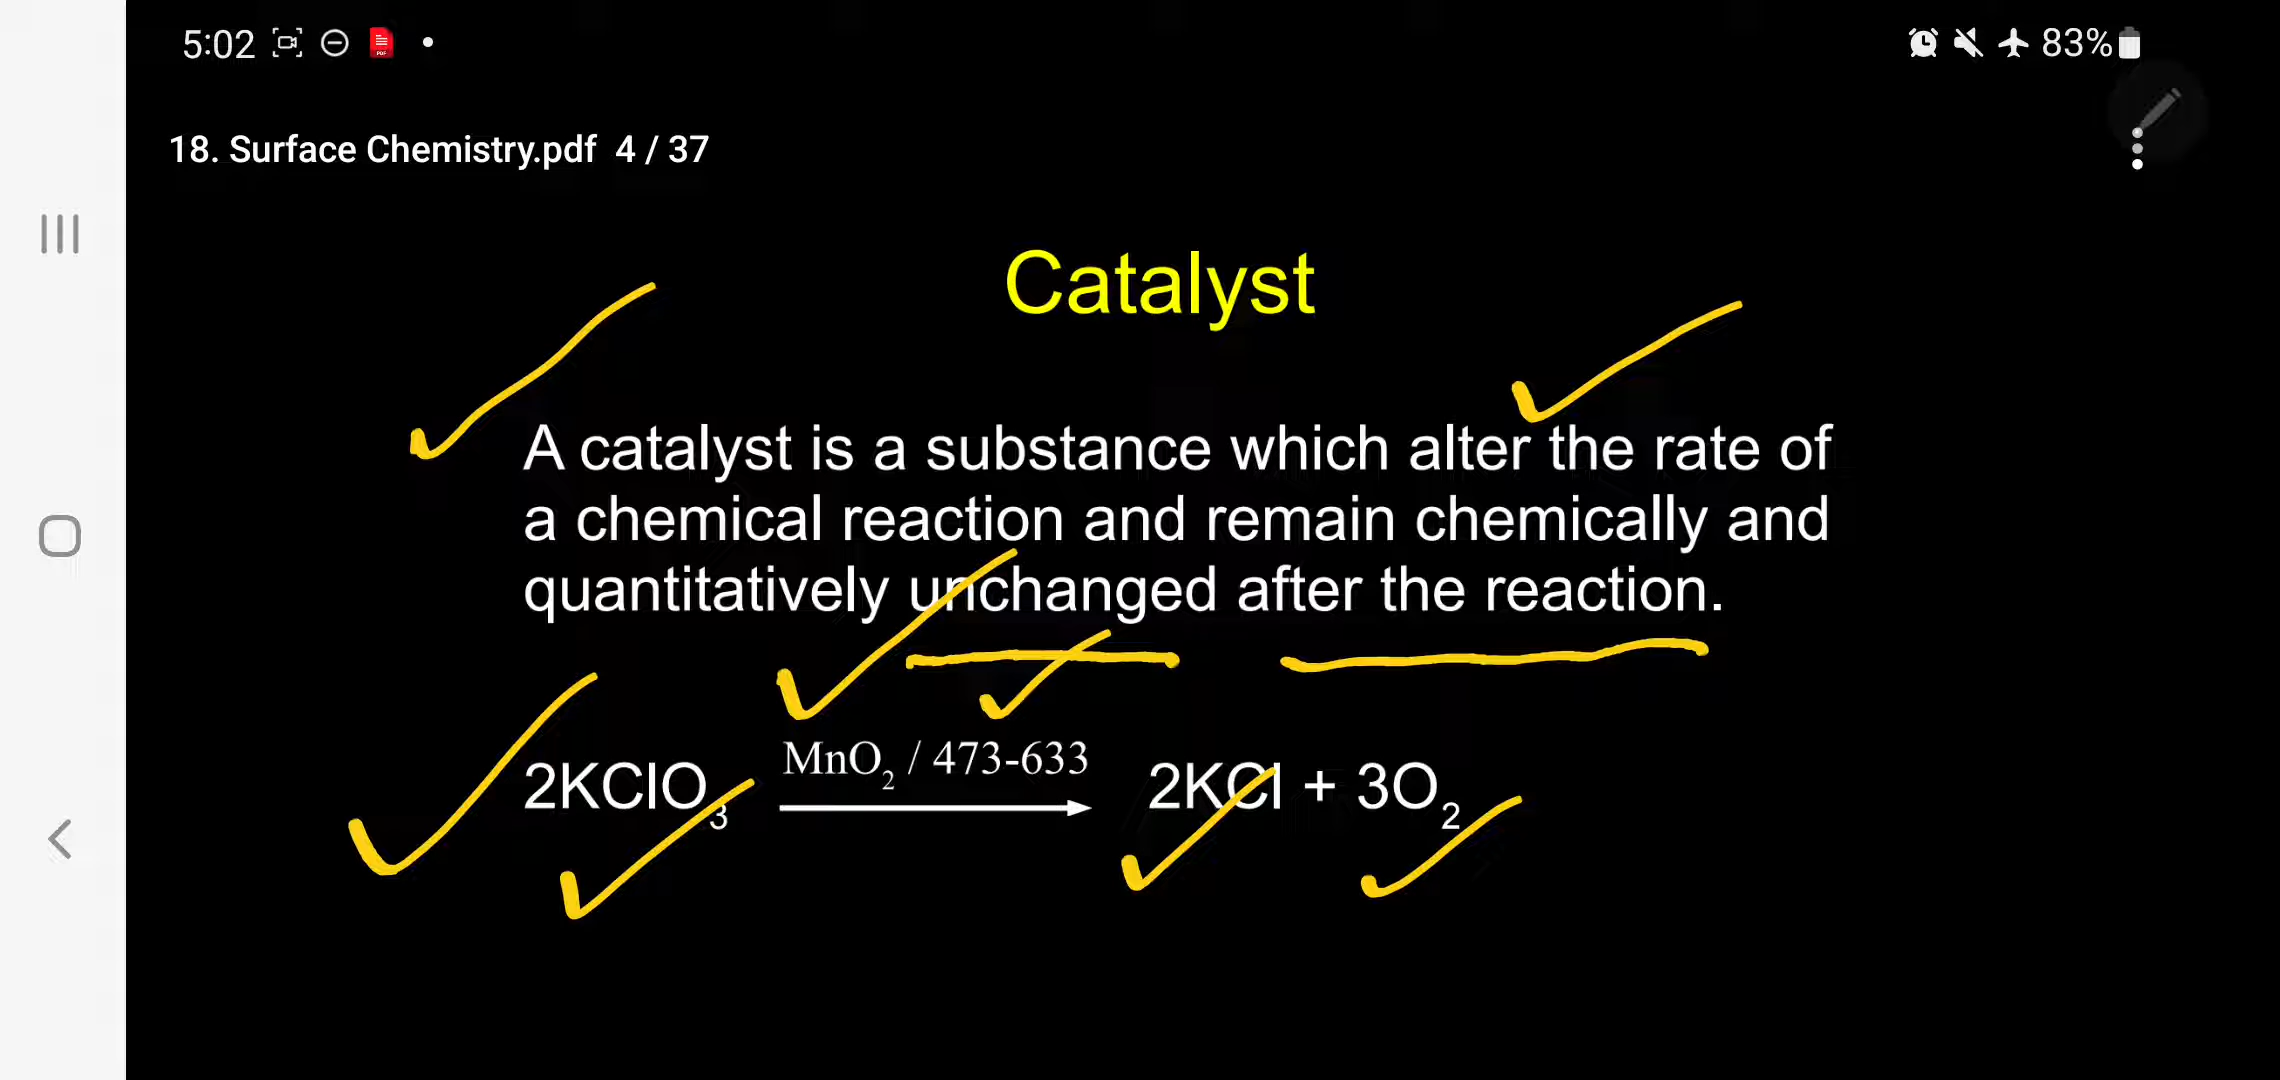 5:02 83%
18. Surface Chemistry.pdf 4 / 37
Catalyst
A catalyst is a substance which alter the rate of
a chemical reaction and remain chemically and
quantitatively unchanged after the reaction.
2KClO₃ MnO₂ / 473-633 2KCl + 3O₂